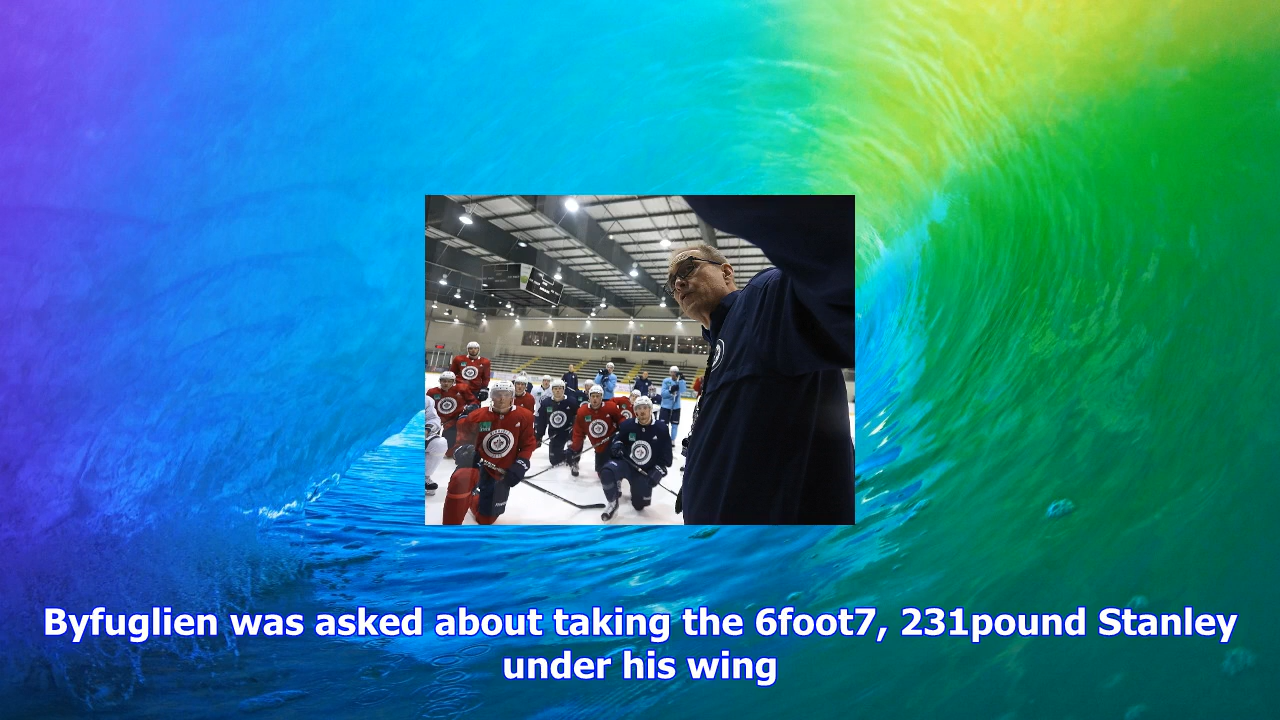 Byfuglien was asked about taking the 6foot7, 231pound Stanley
under his wing